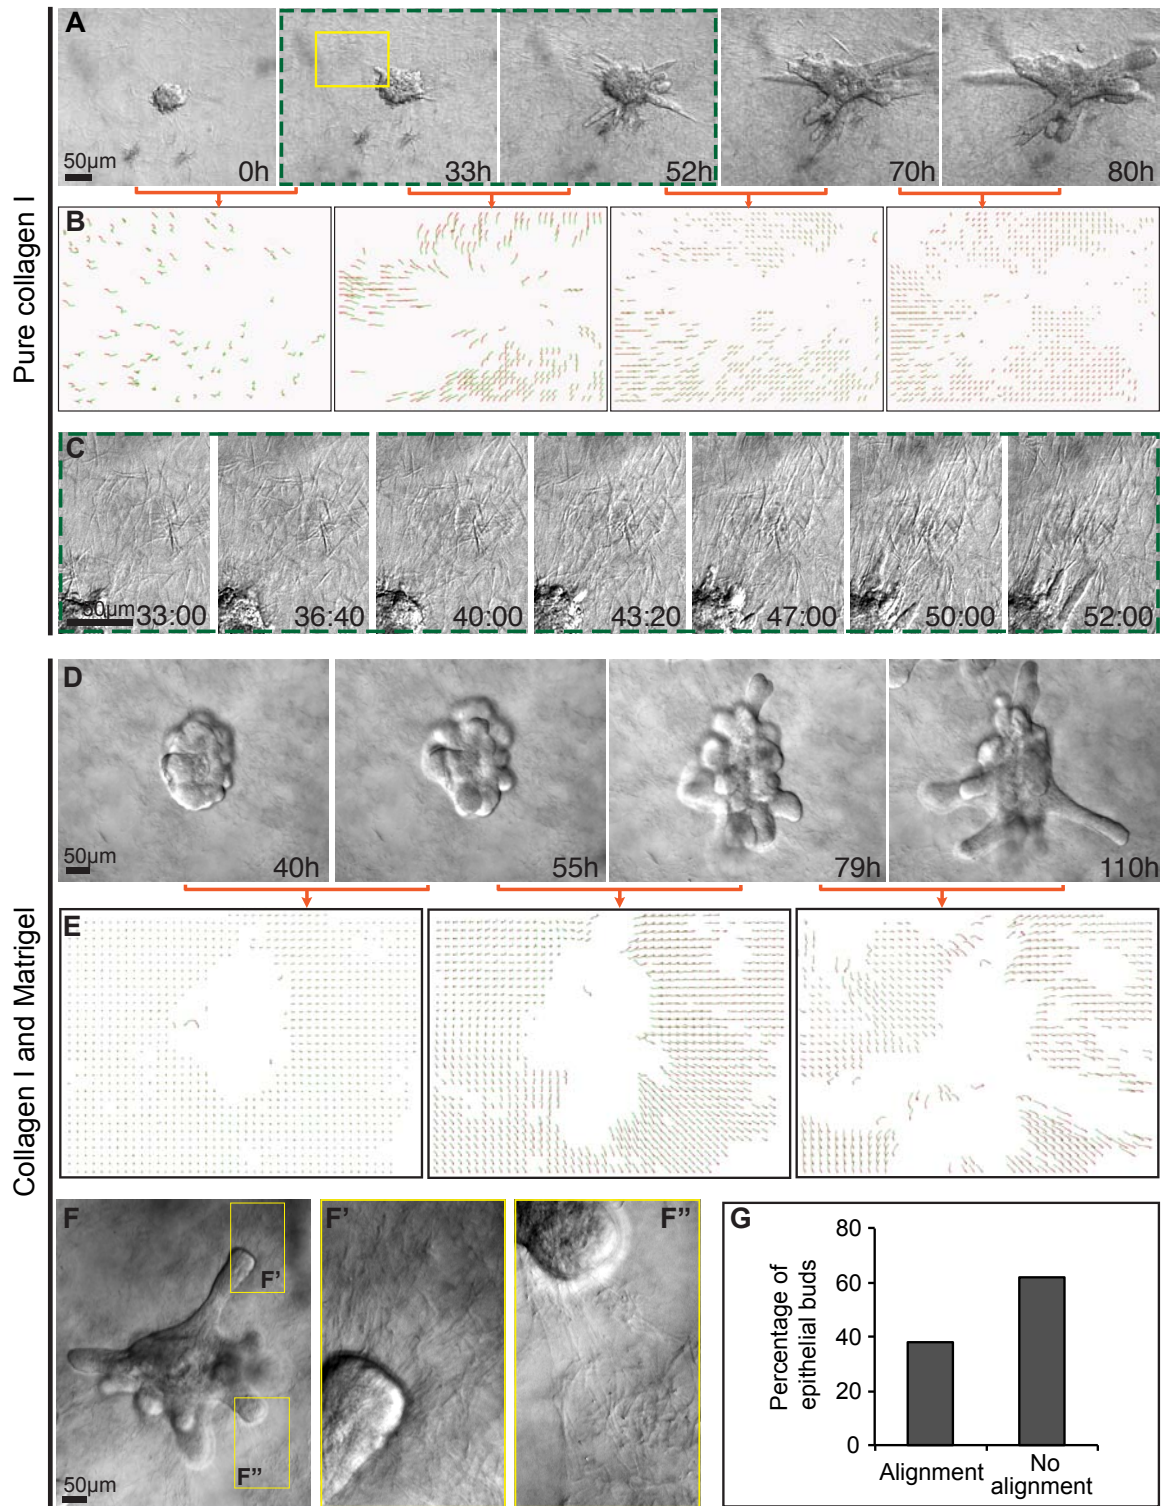 Pure collagen I
A
50µm
0h
33h
52h
70h
80h
B
C
50µm
33:00
36:40
40:00
43:20
47:00
50:00
52:00
Collagen I and Matrigel
D
50µm
40h
55h
79h
110h
E
F
F'
F"
50µm
F'
F"
G
Percentage of
epithelial buds
80
60
40
20
0
Alignment
No
alignment